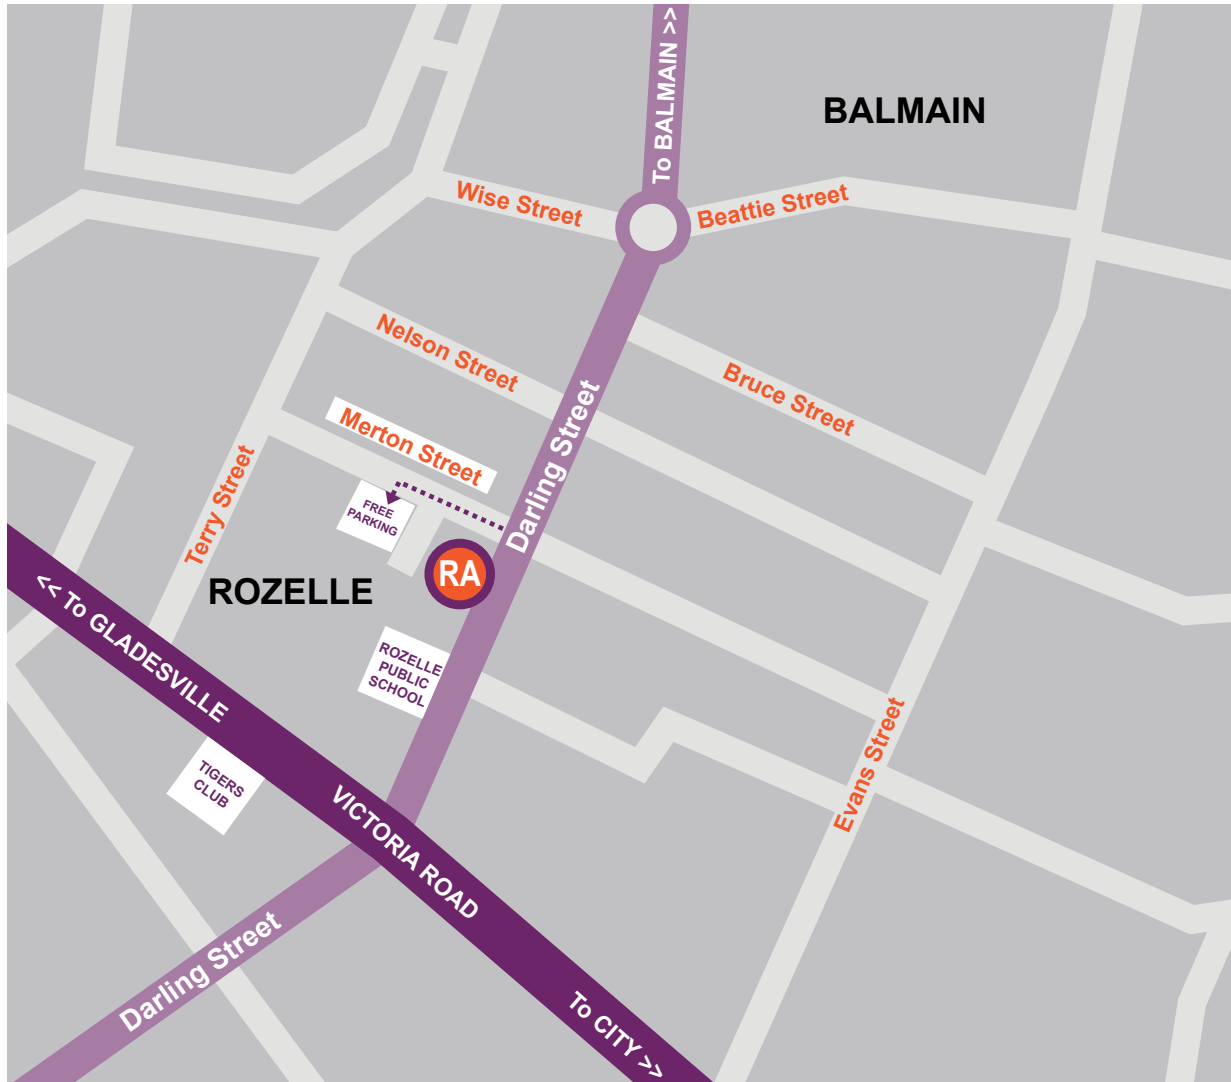 To BALMAIN >>
BALMAIN
Wise Street
Beattie Street
Nelson Street
Bruce Street
Merton Street
Darling Street
Terry Street
FREE
PARKING
RA
ROZELLE
<< To GLADESVILLE
ROZELLE
PUBLIC
SCHOOL
Evans Street
TIGERS
CLUB
VICTORIA ROAD
Darling Street
To CITY >>